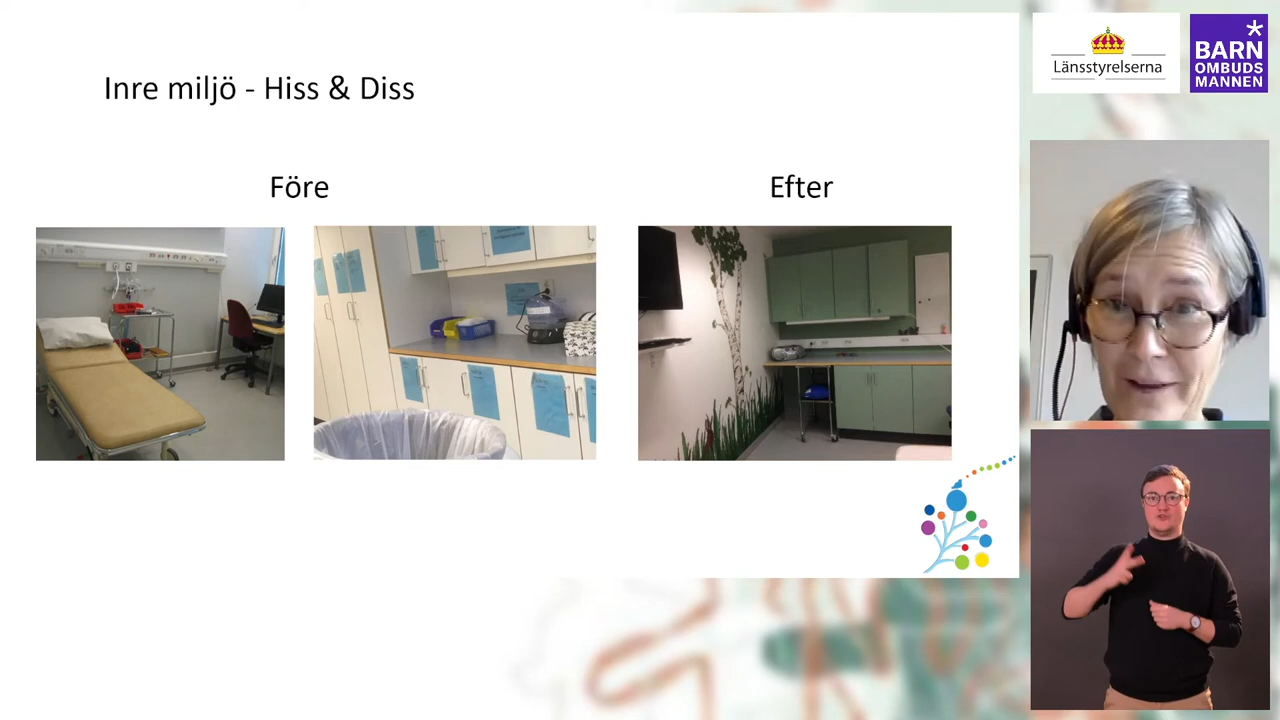 Inre miljö - Hiss & Diss
Före
Efter
Länsstyrelserna
BARN
OMBUDS
MANNEN